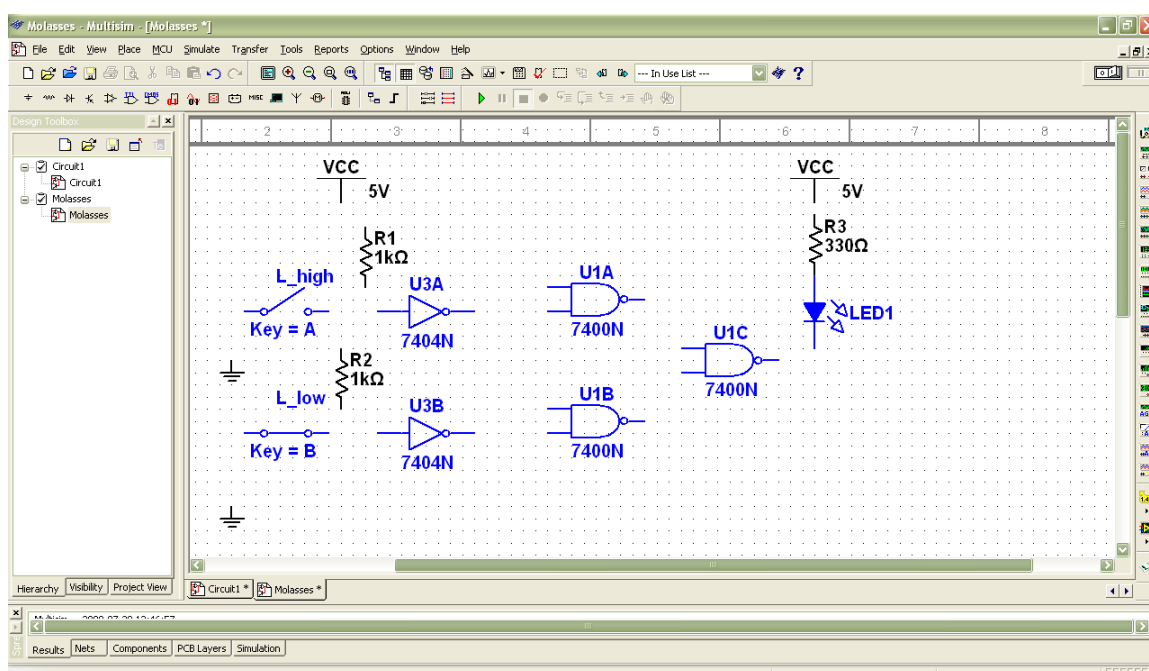 Molasses - Multisim - [Molasses *]
File Edit View Place MCU Simulate Transfer Tools Reports Options Window Help
--- In Use List ---
Design Toolbox
Circuit1
Circuit1
Molasses
Molasses
2 3 4 5 6 7 8
VCC
5V
R1
1kΩ
L_high
Key = A
U3A
7404N
R2
1kΩ
L_low
Key = B
U3B
7404N
U1A
7400N
U1B
7400N
U1C
7400N
VCC
5V
R3
330Ω
LED1
Hierarchy Visibility Project View
Circuit1 * Molasses *
Results Nets Components PCB Layers Simulation